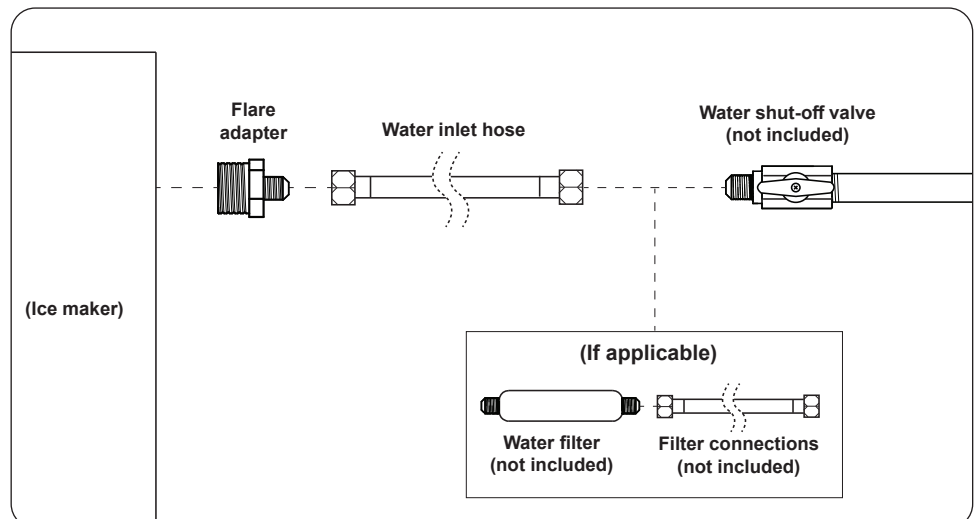 Flare
adapter
Water inlet hose
Water shut-off valve
(not included)
(Ice maker)
(If applicable)
Water filter
(not included)
Filter connections
(not included)